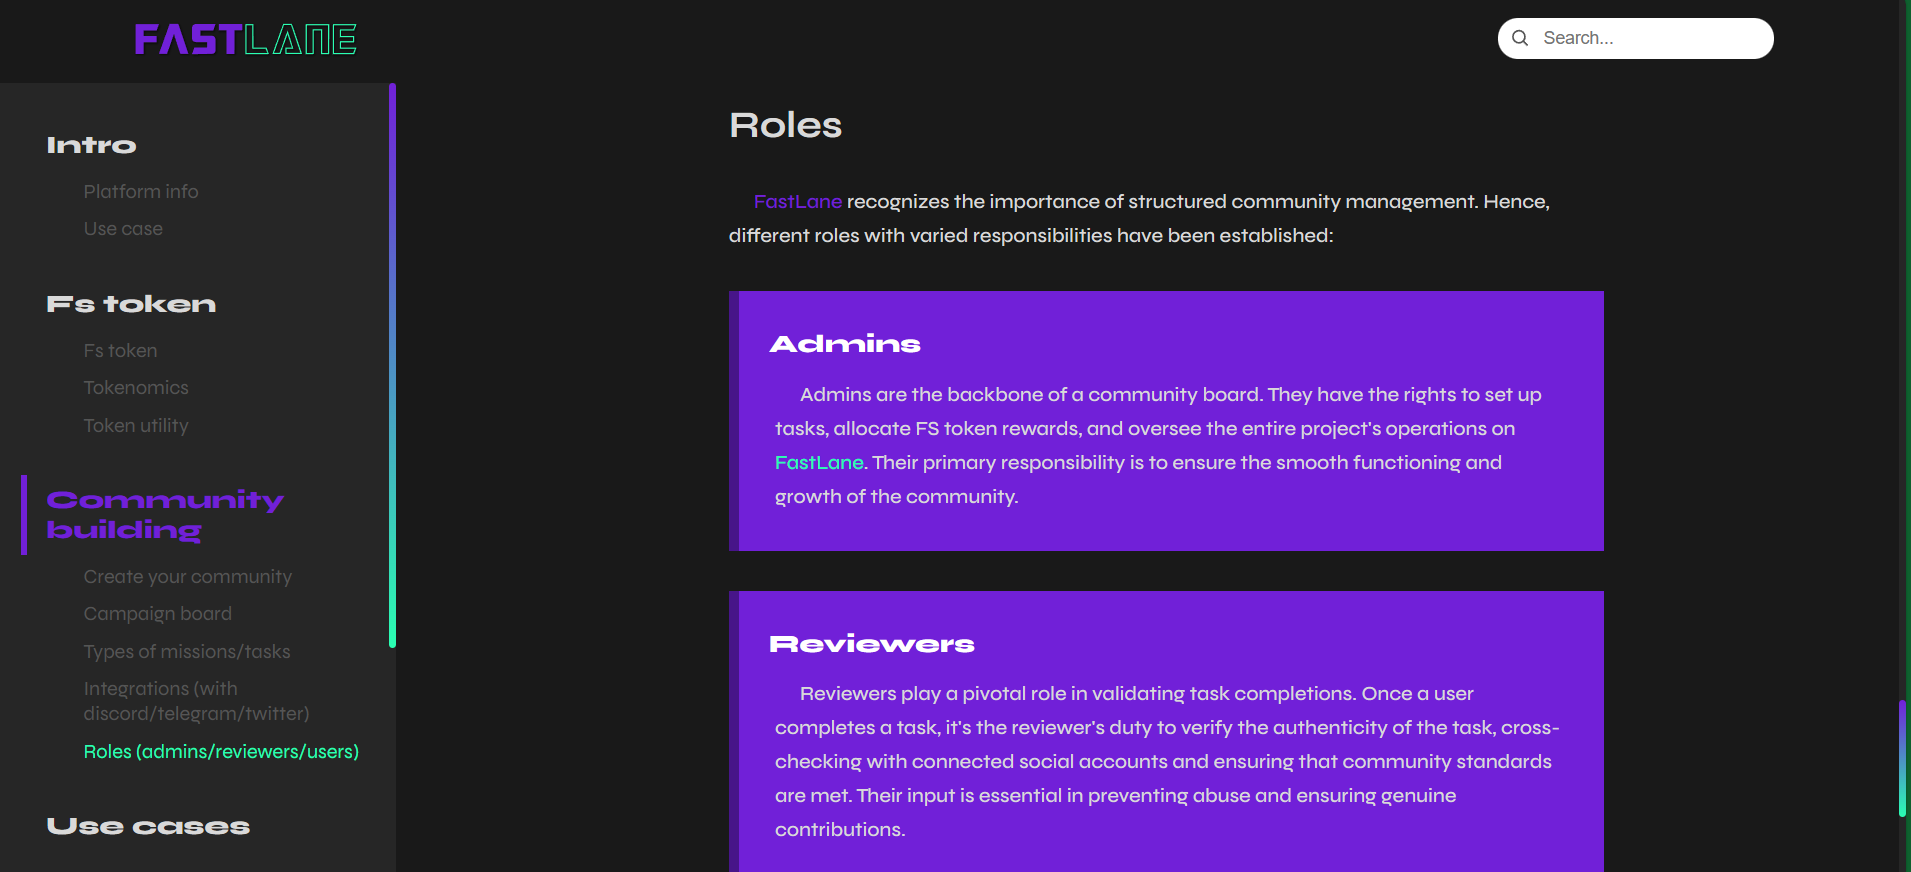 FASTLANE
Search...
Intro
Platform info
Use case
Fs token
Fs token
Tokenomics
Token utility
Community
building
Create your community
Campaign board
Types of missions/tasks
Integrations (with
discord/telegram/twitter)
Roles (admins/reviewers/users)
Use cases
Roles
FastLane recognizes the importance of structured community management. Hence,
different roles with varied responsibilities have been established:
Admins
Admins are the backbone of a community board. They have the rights to set up
tasks, allocate FS token rewards, and oversee the entire project's operations on
FastLane. Their primary responsibility is to ensure the smooth functioning and
growth of the community.
Reviewers
Reviewers play a pivotal role in validating task completions. Once a user
completes a task, it's the reviewer's duty to verify the authenticity of the task, cross-
checking with connected social accounts and ensuring that community standards
are met. Their input is essential in preventing abuse and ensuring genuine
contributions.